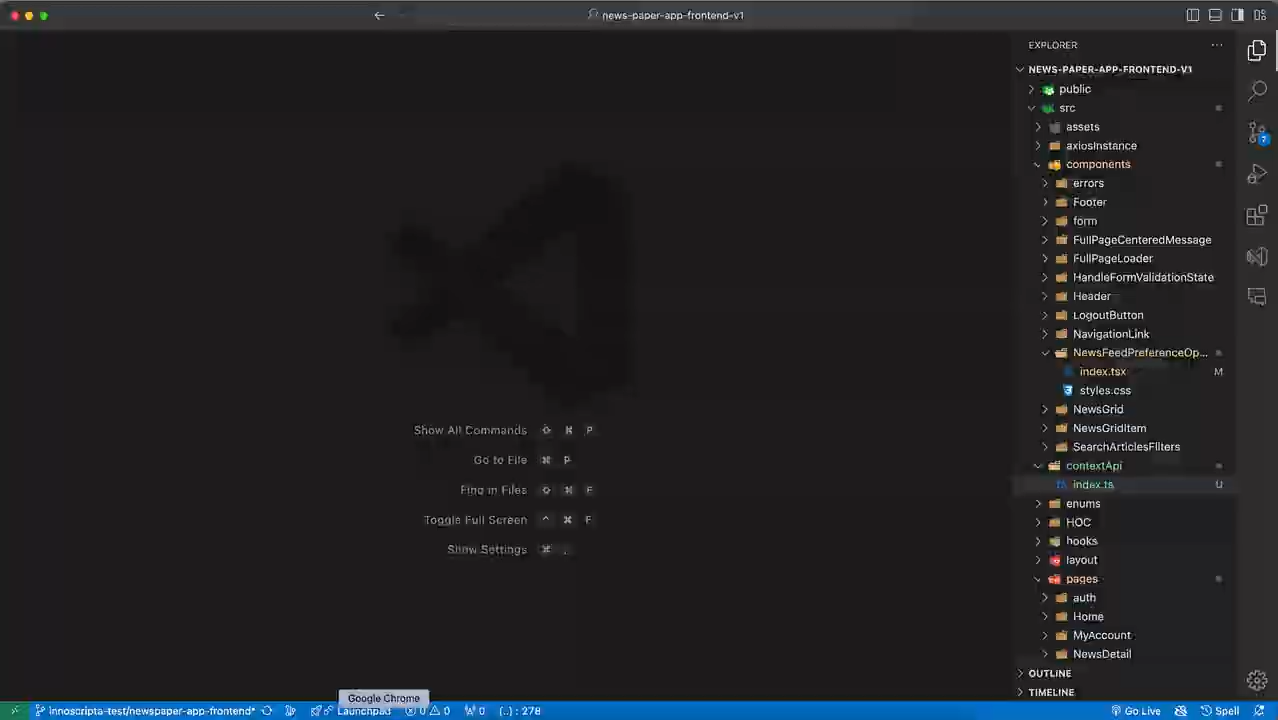 news-paper-app-frontend-v1
EXPLORER
NEWS-PAPER-APP-FRONTEND-V1
public
src
assets
axiosInstance
components
errors
Footer
form
FullPageCenteredMessage
FullPageLoader
HandleFormValidationState
Header
LogoutButton
NavigationLink
NewsFeedPreferenceOp...
index.tsx M
styles.css
NewsGrid
NewsGridItem
SearchArticlesFilters
contextApi
index.ts U
enums
HOC
hooks
layout
pages
auth
Home
MyAccount
NewsDetail
OUTLINE
TIMELINE
Show All Commands ⇧ ⌘ P
Go to File ⌘ P
Find in Files ⇧ ⌘ F
Toggle Full Screen ^ ⌘ F
Show Settings ⌘ ,
7
Google Chrome
innoscripta-test/newspaper-app-frontend* Launchpad 0 0 0 {..} : 278 Go Live Spell